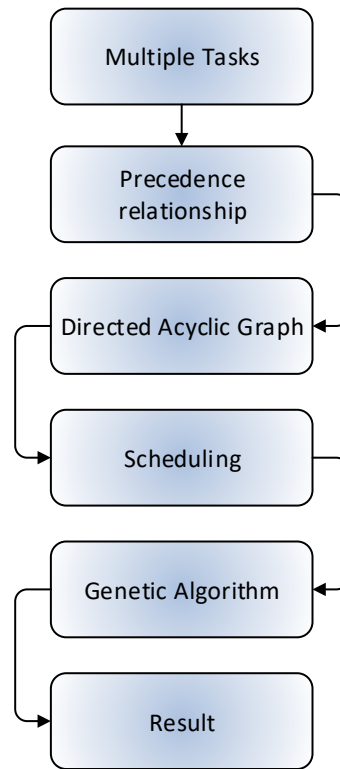 Multiple Tasks
Precedence
relationship
Directed Acyclic Graph
Scheduling
Genetic Algorithm
Result